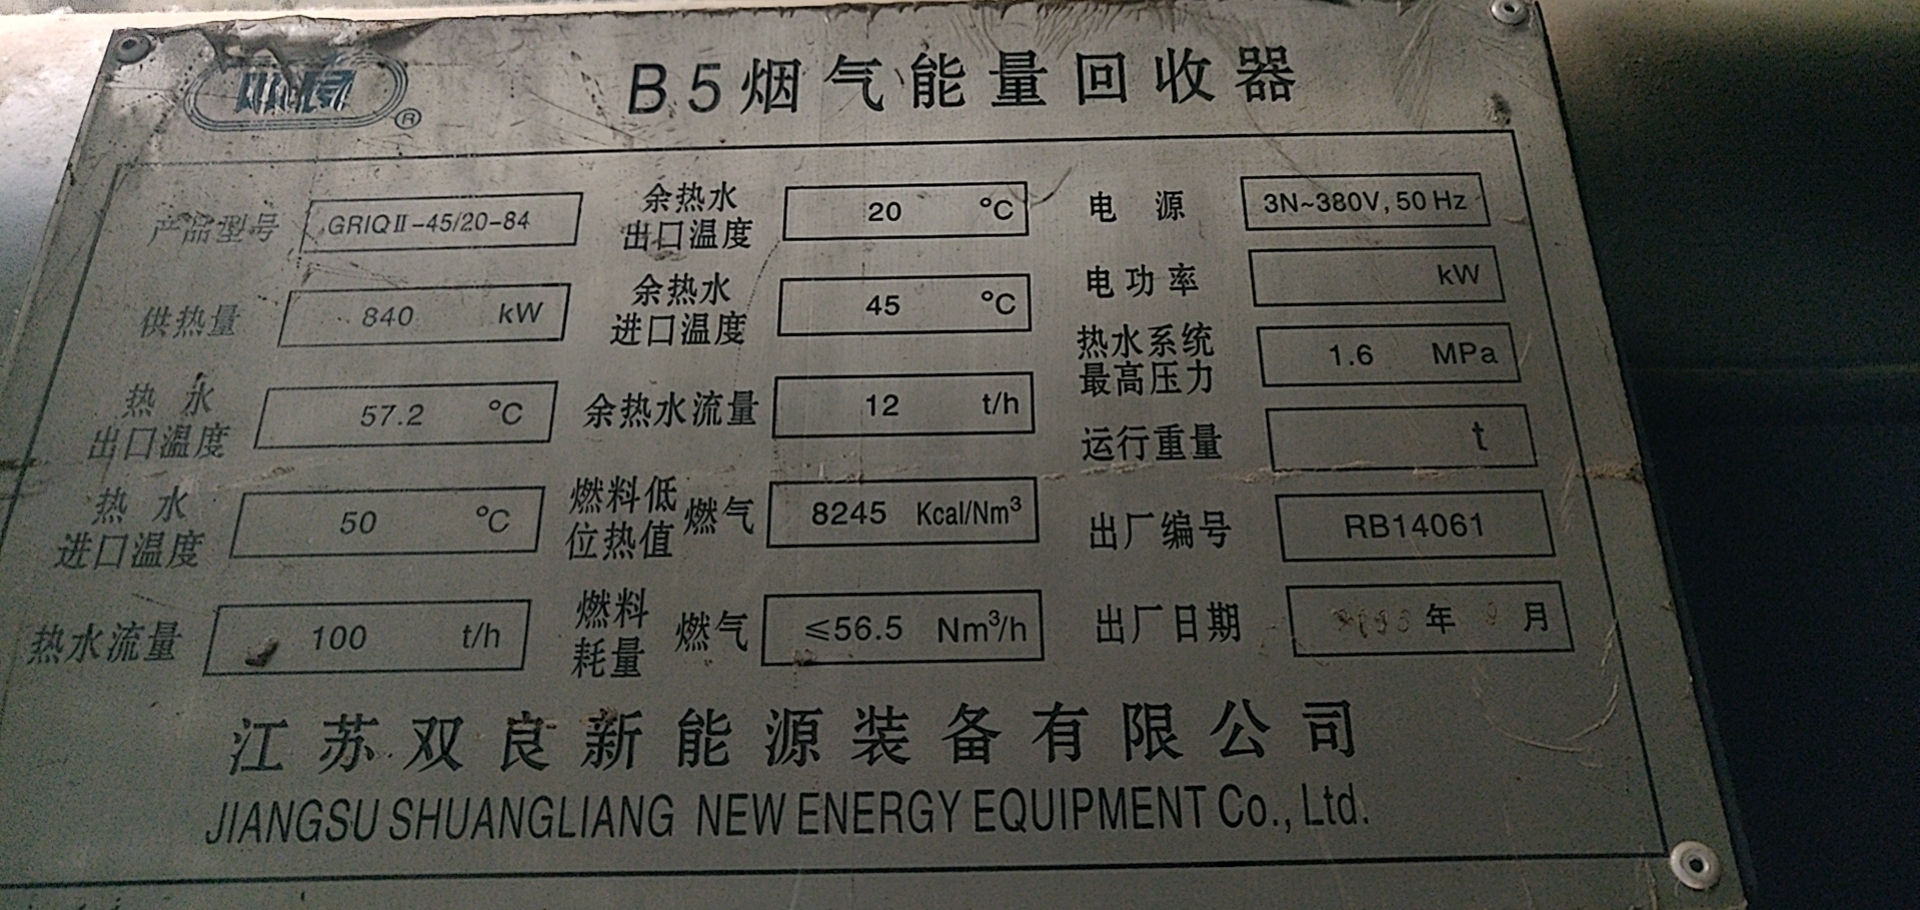 双良 ®
B5烟气能量回收器
产品型号 GRIQⅡ-45/20-84
供热量 840 kW
热水出口温度 57.2 ℃
热水进口温度 50 ℃
热水流量 100 t/h
余热水出口温度 20 ℃
余热水进口温度 45 ℃
余热水流量 12 t/h
燃料低位热值 燃气 8245 Kcal/Nm³
燃料耗量 燃气 ≤56.5 Nm³/h
电源 3N~380V, 50Hz
电功率 kW
热水系统最高压力 1.6 MPa
运行重量 t
出厂编号 RB14061
出厂日期 年 月
江苏双良新能源装备有限公司
JIANGSU SHUANGLIANG NEW ENERGY EQUIPMENT Co., Ltd.